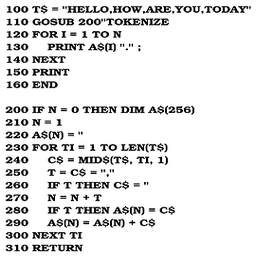 100 T$ = "HELLO,HOW,ARE,YOU,TODAY"
110 GOSUB 200"TOKENIZE
120 FOR I = 1 TO N
130 PRINT A$(I) "." ;
140 NEXT
150 PRINT
160 END
200 IF N = 0 THEN DIM A$(256)
210 N = 1
220 A$(N) = "
230 FOR TI = 1 TO LEN(T$)
240 C$ = MID$(T$, TI, 1)
250 T = C$ = ","
260 IF T THEN C$ = "
270 N = N + T
280 IF T THEN A$(N) = C$
290 A$(N) = A$(N) + C$
300 NEXT TI
310 RETURN